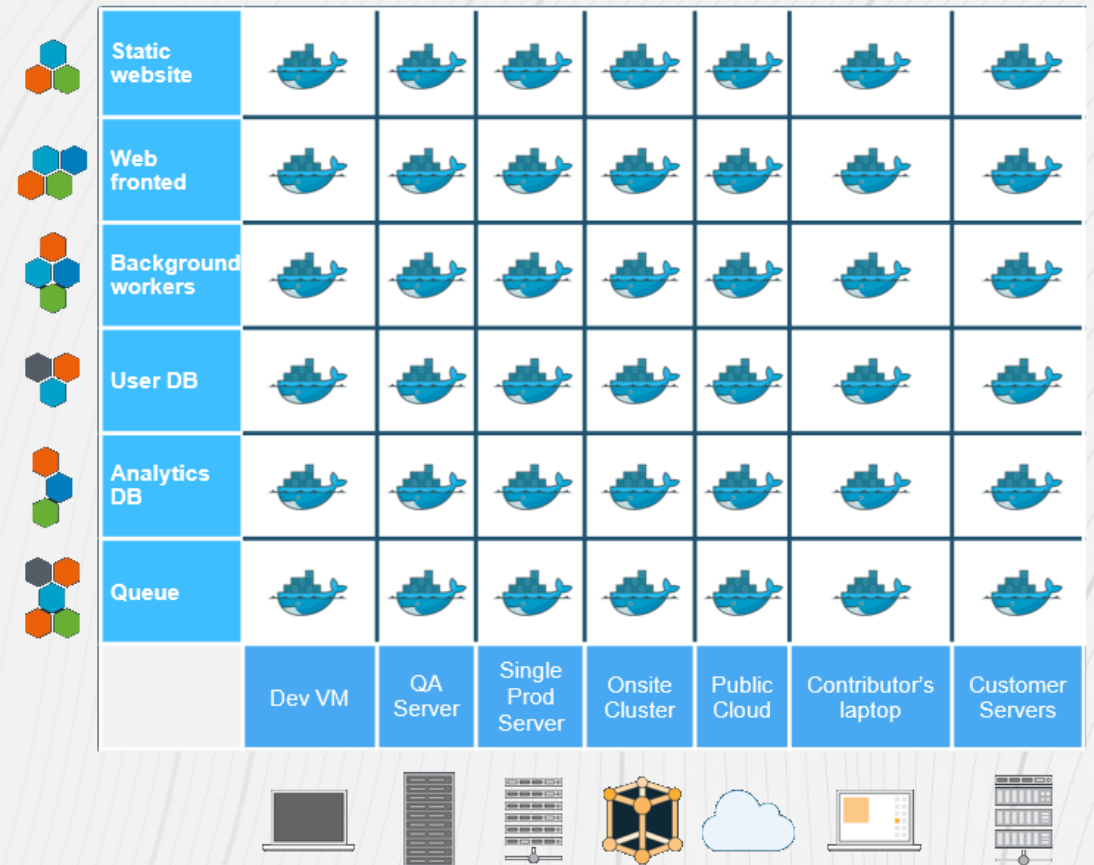 Static
website
Web
fronted
Background
workers
User DB
Analytics
DB
Queue
Dev VM
QA
Server
Single
Prod
Server
Onsite
Cluster
Public
Cloud
Contributor's
laptop
Customer
Servers